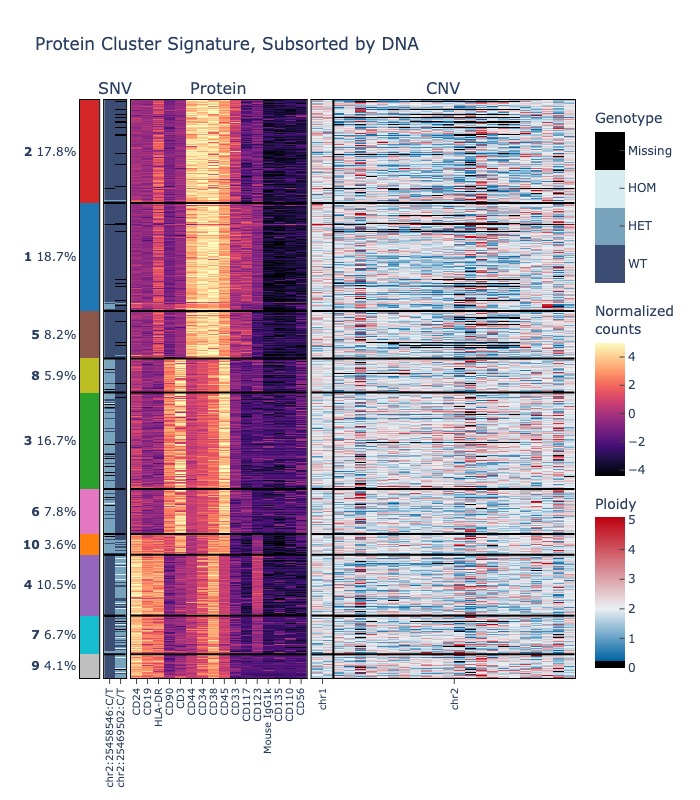 Protein Cluster Signature, Subsorted by DNA
SNV
Protein
CNV
2 17.8%
1 18.7%
5 8.2%
8 5.9%
3 16.7%
6 7.8%
10 3.6%
4 10.5%
7 6.7%
9 4.1%
chr2:25458546:C/T
chr2:25469502:C/T
CD24
CD19
HLA-DR
CD90
CD3
CD44
CD34
CD38
CD45
CD33
CD117
CD123
Mouse IgG1k
CD135
CD110
CD56
chr1
chr2
Genotype
Missing
HOM
HET
WT
Normalized
counts
4
2
0
−2
−4
Ploidy
5
4
3
2
1
0